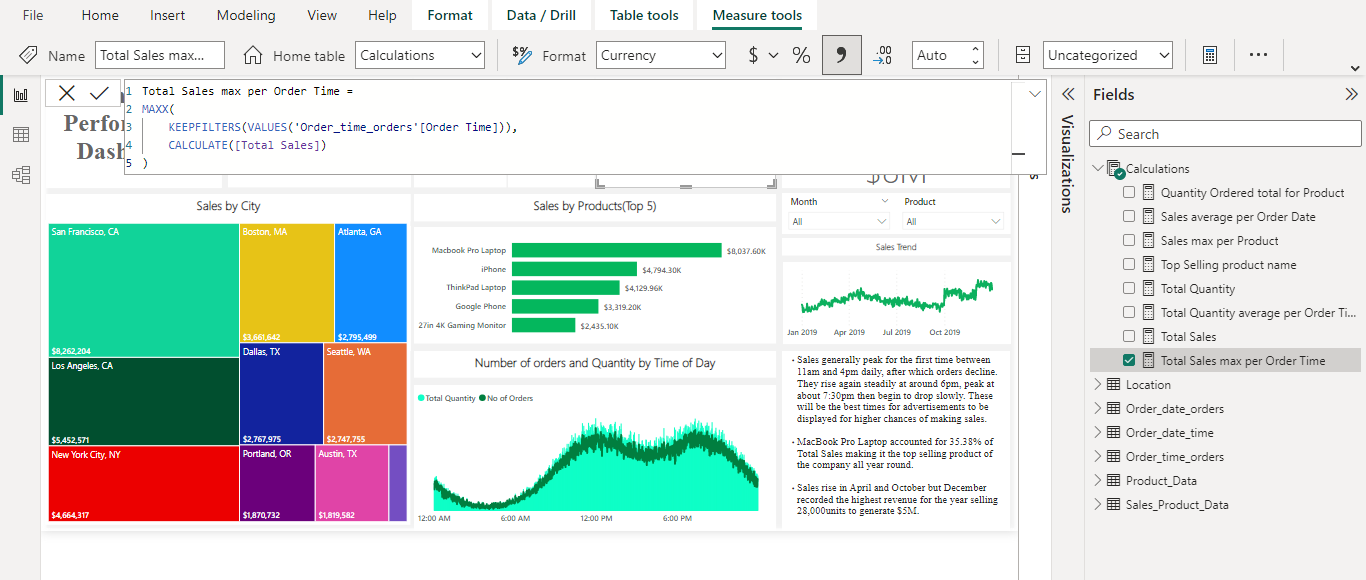 File Home Insert Modeling View Help Format Data / Drill Table tools Measure tools
Name Total Sales max... Home table Calculations Format Currency $ % , .00 →.0 Auto Uncategorized ...
1 Total Sales max per Order Time =
2 MAXX(
3 KEEPFILTERS(VALUES('Order_time_orders'[Order Time])),
4 CALCULATE([Total Sales])
5 )
Sales by City
San Francisco, CA
$8,262,204
Los Angeles, CA
$5,452,571
New York City, NY
$4,664,317
Boston, MA
$3,661,642
Atlanta, GA
$2,795,499
Dallas, TX
$2,767,975
Seattle, WA
$2,747,755
Portland, OR
$1,870,732
Austin, TX
$1,819,582
Sales by Products(Top 5)
Macbook Pro Laptop $8,037.60K
iPhone $4,794.30K
ThinkPad Laptop $4,129.96K
Google Phone $3,319.20K
27in 4K Gaming Monitor $2,435.10K
Number of orders and Quantity by Time of Day
Total Quantity No of Orders
12:00 AM 6:00 AM 12:00 PM 6:00 PM
Month Product
All All
Sales Trend
Jan 2019 Apr 2019 Jul 2019 Oct 2019
· Sales generally peak for the first time between
11am and 4pm daily, after which orders decline.
They rise again steadily at around 6pm, peak at
about 7:30pm then begin to drop slowly. These
will be the best times for advertisements to be
displayed for higher chances of making sales.
· MacBook Pro Laptop accounted for 35.38% of
Total Sales making it the top selling product of
the company all year round.
· Sales rise in April and October but December
recorded the highest revenue for the year selling
28,000units to generate $5M.
Visualizations
Fields
Search
Calculations
Quantity Ordered total for Product
Sales average per Order Date
Sales max per Product
Top Selling product name
Total Quantity
Total Quantity average per Order Ti...
Total Sales
Total Sales max per Order Time
Location
Order_date_orders
Order_date_time
Order_time_orders
Product_Data
Sales_Product_Data